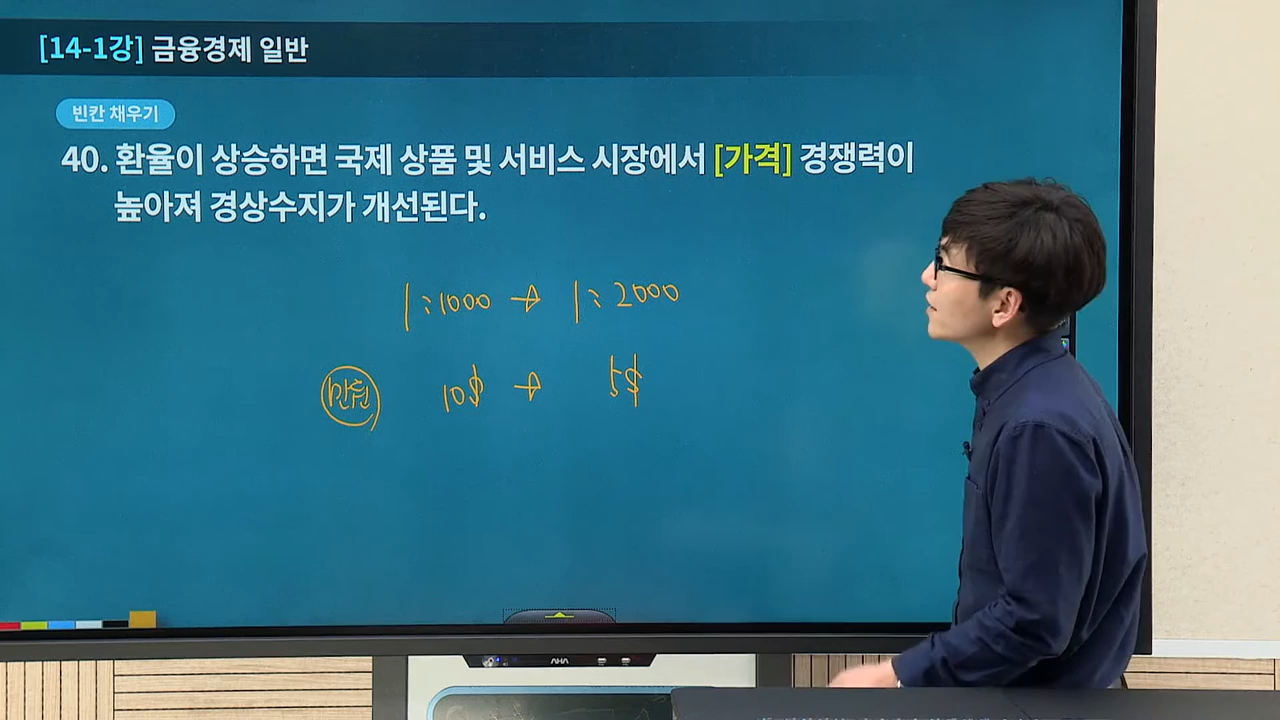 [14-1강] 금융경제 일반
빈칸 채우기
40. 환율이 상승하면 국제 상품 및 서비스 시장에서 [가격] 경쟁력이
높아져 경상수지가 개선된다.
1:1000 → 1:2000
만원 10$ → 5$
AHA